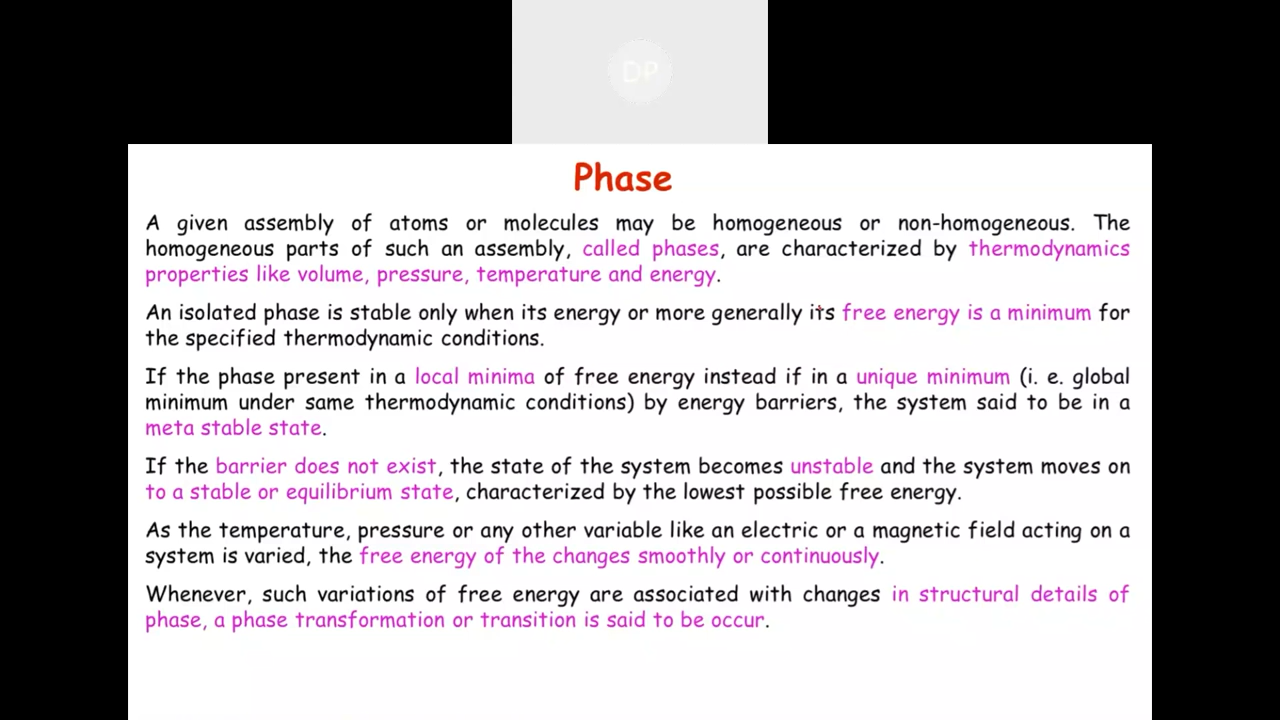 DP
Phase
A given assembly of atoms or molecules may be homogeneous or non-homogeneous. The
homogeneous parts of such an assembly, called phases, are characterized by thermodynamics
properties like volume, pressure, temperature and energy.
An isolated phase is stable only when its energy or more generally its free energy is a minimum for
the specified thermodynamic conditions.
If the phase present in a local minima of free energy instead if in a unique minimum (i. e. global
minimum under same thermodynamic conditions) by energy barriers, the system said to be in a
meta stable state.
If the barrier does not exist, the state of the system becomes unstable and the system moves on
to a stable or equilibrium state, characterized by the lowest possible free energy.
As the temperature, pressure or any other variable like an electric or a magnetic field acting on a
system is varied, the free energy of the changes smoothly or continuously.
Whenever, such variations of free energy are associated with changes in structural details of
phase, a phase transformation or transition is said to be occur.